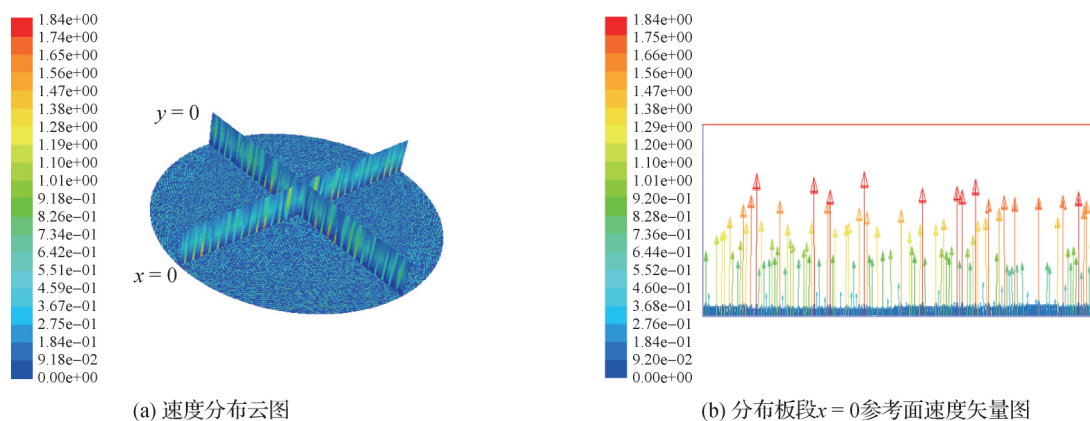 1.84e+00
1.74e+00
1.65e+00
1.56e+00
1.47e+00
1.38e+00
1.29e+00
1.19e+00
1.00e+00
1.01e+00
9.18e−01
8.26e−01
7.34e−01
6.42e−01
5.51e−01
4.59e−01
3.67e−01
2.75e−01
1.84e−01
9.18e−02
0.00e+00
y = 0
x = 0
(a) 速度分布云图
1.84e+00
1.75e+00
1.66e+00
1.56e+00
1.47e+00
1.38e+00
1.29e+00
1.20e+00
1.00e+00
1.01e+00
9.20e−01
8.28e−01
7.36e−01
6.44e−01
5.52e−01
4.60e−01
3.68e−01
2.76e−01
1.84e−01
9.20e−02
0.00e+00
(b) 分布板段x = 0参考面速度矢量图